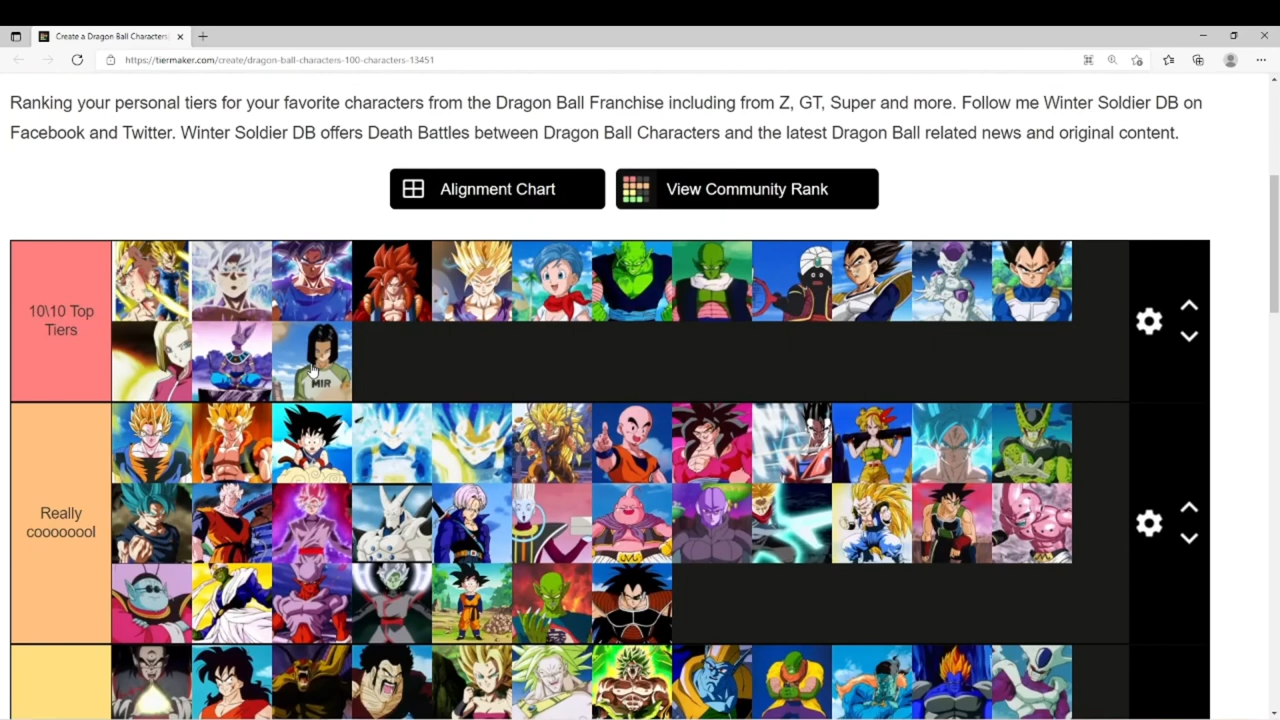 Create a Dragon Ball Characters
https://tiermaker.com/create/dragon-ball-characters-100-characters-13451
Ranking your personal tiers for your favorite characters from the Dragon Ball Franchise including from Z, GT, Super and more. Follow me Winter Soldier DB on
Facebook and Twitter. Winter Soldier DB offers Death Battles between Dragon Ball Characters and the latest Dragon Ball related news and original content.
Alignment Chart
View Community Rank
10\10 Top
Tiers
MIR
Really
coooooool